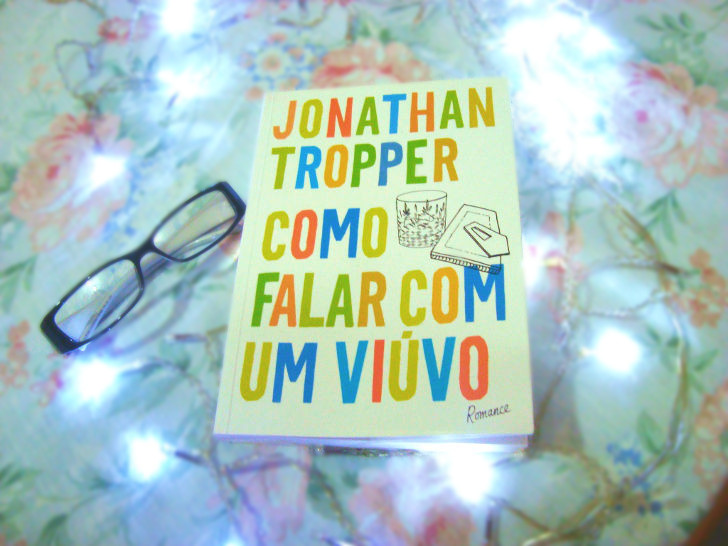 JONATHAN
TROPPER
COMO
FALAR COM
UM VIÚVO
Romance